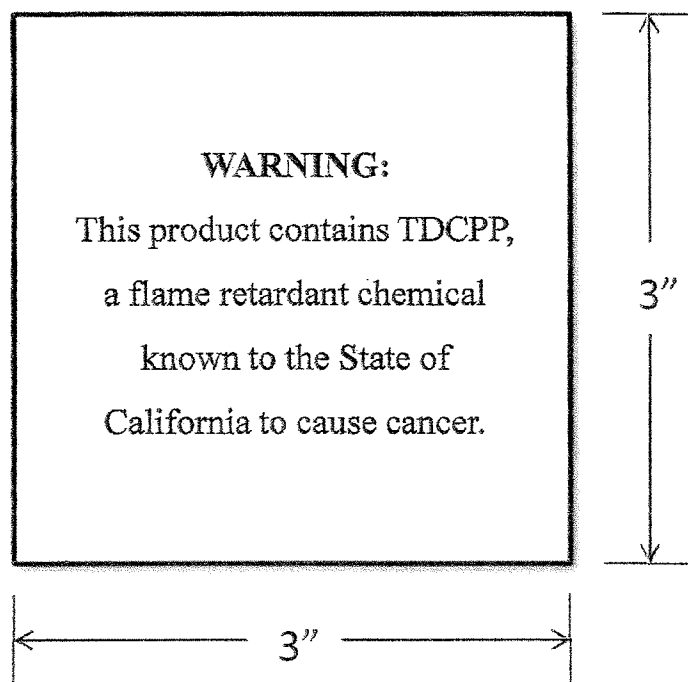 WARNING:
This product contains TDCPP,
a flame retardant chemical
known to the State of
California to cause cancer.
3”
3”